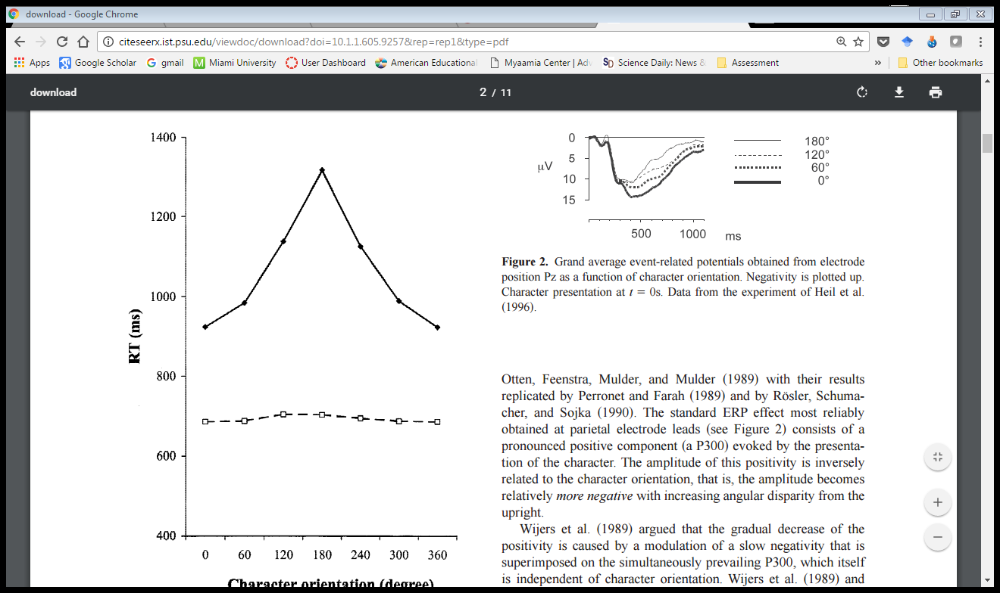 download - Google Chrome
citeseerx.ist.psu.edu/viewdoc/download?doi=10.1.1.605.9257&rep=rep1&type=pdf
Apps Google Scholar gmail Miami University User Dashboard American Educational Myaamia Center | Adv Science Daily: News & Assessment » Other bookmarks
download 2 / 11
1400
1200
1000
800
600
400
RT (ms)
0 60 120 180 240 300 360
Character orientation (degree)
0
5
10
15
µV
500 1000 ms
180°
120°
60°
0°
Figure 2. Grand average event-related potentials obtained from electrode
position Pz as a function of character orientation. Negativity is plotted up.
Character presentation at t = 0s. Data from the experiment of Heil et al.
(1996).
Otten, Feenstra, Mulder, and Mulder (1989) with their results
replicated by Perronet and Farah (1989) and by Rösler, Schuma-
cher, and Sojka (1990). The standard ERP effect most reliably
obtained at parietal electrode leads (see Figure 2) consists of a
pronounced positive component (a P300) evoked by the presenta-
tion of the character. The amplitude of this positivity is inversely
related to the character orientation, that is, the amplitude becomes
relatively more negative with increasing angular disparity from the
upright.
Wijers et al. (1989) argued that the gradual decrease of the
positivity is caused by a modulation of a slow negativity that is
superimposed on the simultaneously prevailing P300, which itself
is independent of character orientation. Wijers et al. (1989) and